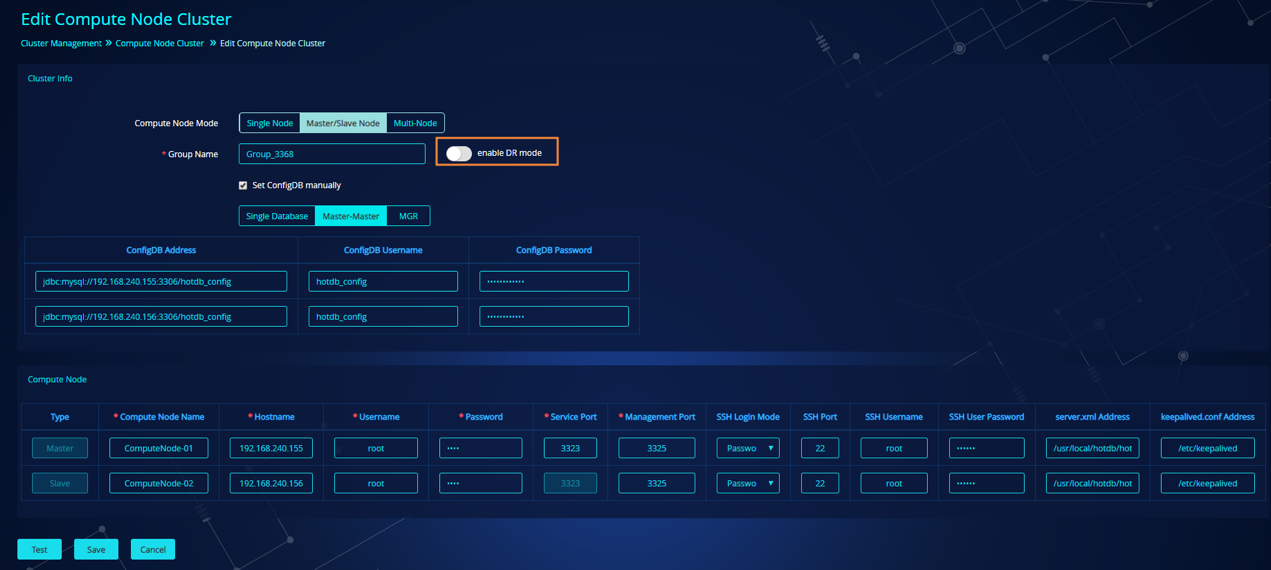 Edit Compute Node Cluster
Cluster Management » Compute Node Cluster » Edit Compute Node Cluster
Cluster Info
Compute Node Mode Single Node Master/Slave Node Multi-Node
* Group Name Group_3368 enable DR mode
Set ConfigDB manually
Single Database Master-Master MGR
ConfigDB Address ConfigDB Username ConfigDB Password
jdbc:mysql://192.168.240.155:3306/hotdb_config hotdb_config ············
jdbc:mysql://192.168.240.156:3306/hotdb_config hotdb_config ············
Compute Node
Type * Compute Node Name * Hostname * Username * Password * Service Port * Management Port SSH Login Mode SSH Port SSH Username SSH User Password server.xml Address keepalived.conf Address
Master ComputeNode-01 192.168.240.155 root ···· 3323 3325 Passwo 22 root ······ /usr/local/hotdb/hot /etc/keepalived
Slave ComputeNode-02 192.168.240.156 root ···· 3323 3325 Passwo 22 root ······ /usr/local/hotdb/hot /etc/keepalived
Test Save Cancel